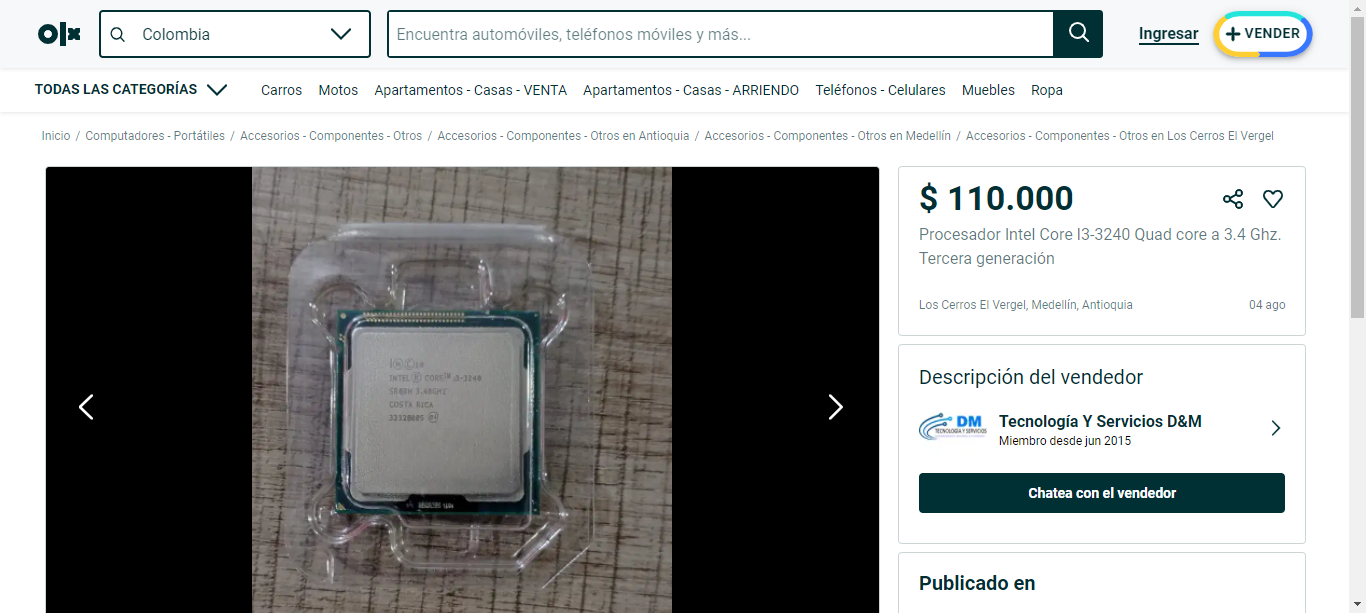 olx
Colombia
Encuentra automóviles, teléfonos móviles y más...
Ingresar
VENDER
TODAS LAS CATEGORÍAS
Carros
Motos
Apartamentos - Casas - VENTA
Apartamentos - Casas - ARRIENDO
Teléfonos - Celulares
Muebles
Ropa
Inicio / Computadores - Portátiles / Accesorios - Componentes - Otros / Accesorios - Componentes - Otros en Antioquia / Accesorios - Componentes - Otros en Medellín / Accesorios - Componentes - Otros en Los Cerros El Vergel
INTEL® CORE™ i3-3240
3.40GHZ
COSTA RICA
$ 110.000
Procesador Intel Core I3-3240 Quad core a 3.4 Ghz.
Tercera generación
Los Cerros El Vergel, Medellín, Antioquia
04 ago
Descripción del vendedor
DM
TECNOLOGÍA Y SERVICIOS
Tecnología Y Servicios D&M
Miembro desde jun 2015
Chatea con el vendedor
Publicado en